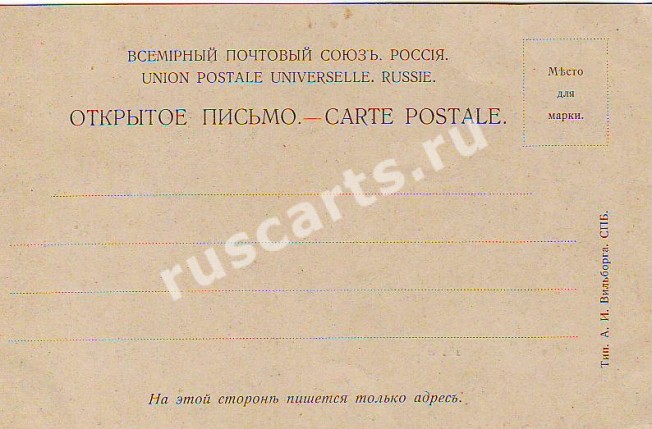 ВСЕМІРНЫЙ ПОЧТОВЫЙ СОЮЗЪ. РОССІЯ.
UNION POSTALE UNIVERSELLE. RUSSIE.
ОТКРЫТОЕ ПИСЬМО.—CARTE POSTALE.
Мѣсто
для
марки.
ruscarts.ru
Тип. А. И. Вильборга. СПБ.
На этой сторонѣ пишется только адресъ.